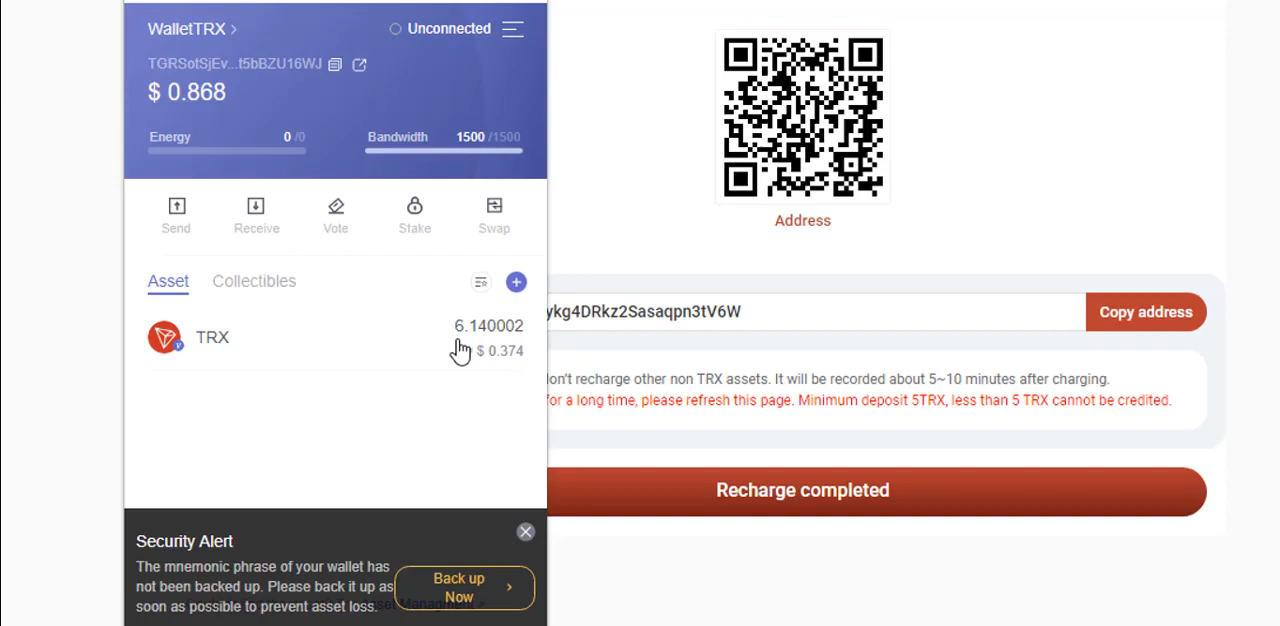 WalletTRX >
Unconnected
TGRSotSjEv...t5bBZU16WJ
$ 0.868
Energy
0 /0
Bandwidth
1500 /1500
Send
Receive
Vote
Stake
Swap
Asset
Collectibles
TRX
6.140002
$ 0.374
Security Alert
The mnemonic phrase of your wallet has
not been backed up. Please back it up as
soon as possible to prevent asset loss.
Back up
Now
Address
ykg4DRkz2Sasaqpn3tV6W
Copy address
on't recharge other non TRX assets. It will be recorded about 5~10 minutes after charging.
for a long time, please refresh this page. Minimum deposit 5TRX, less than 5 TRX cannot be credited.
Recharge completed